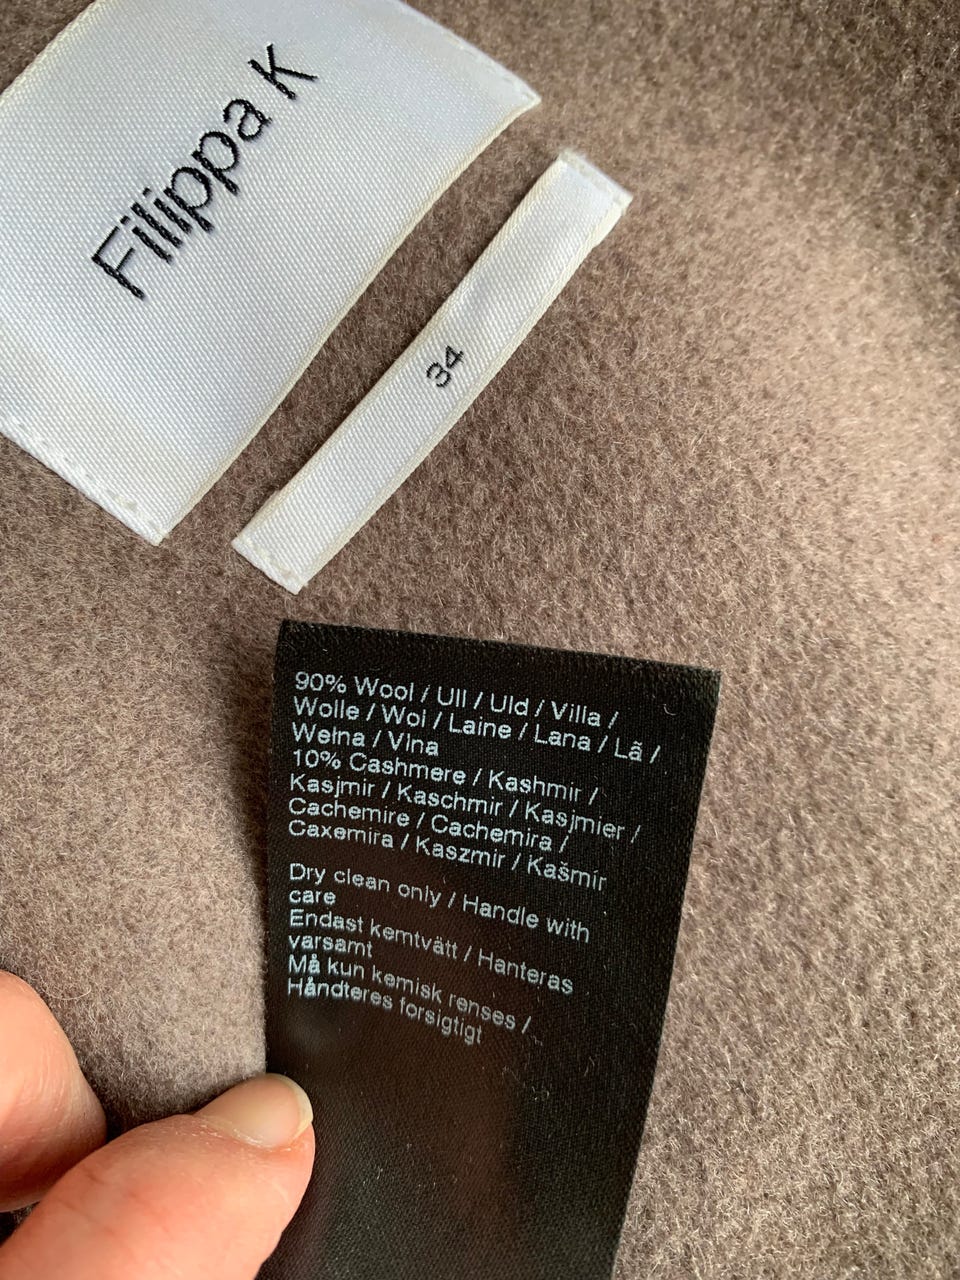 Filippa K
34
90% Wool / Ull / Uld / Villa /
Wolle / Wol / Laine / Lana / Lã /
Wełna / Vlna
10% Cashmere / Kashmir /
Kasjmir / Kaschmir / Kasjmier /
Cachemire / Cachemira /
Caxemira / Kaszmir / Kašmír
Dry clean only / Handle with
care
Endast kemtvätt / Hanteras
varsamt
Må kun kemisk renses /
Håndteres forsigtigt